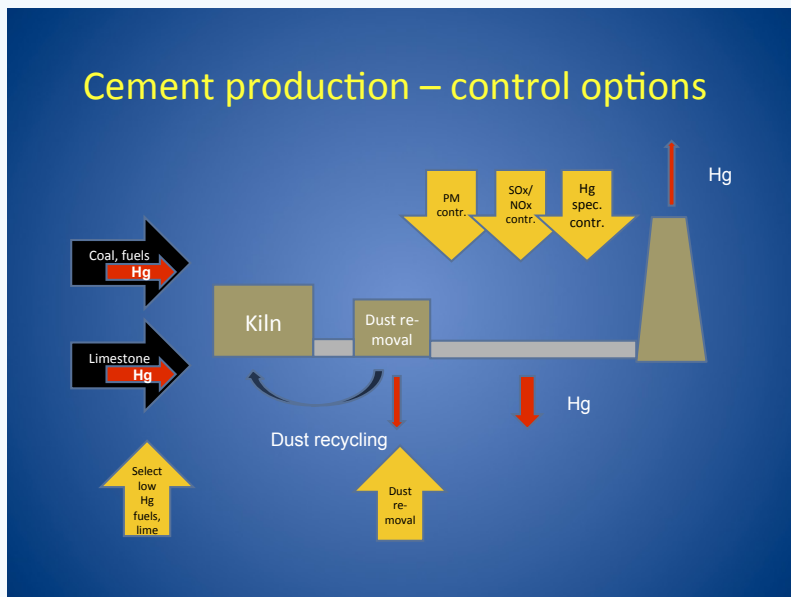 Cement production – control options
Hg
PM
contr.
SOx/
NOx
contr.
Hg
spec.
contr.
Coal, fuels
Hg
Kiln
Dust re-
moval
Limestone
Hg
Hg
Dust recycling
Select
low
Hg
fuels,
lime
Dust
re-
moval